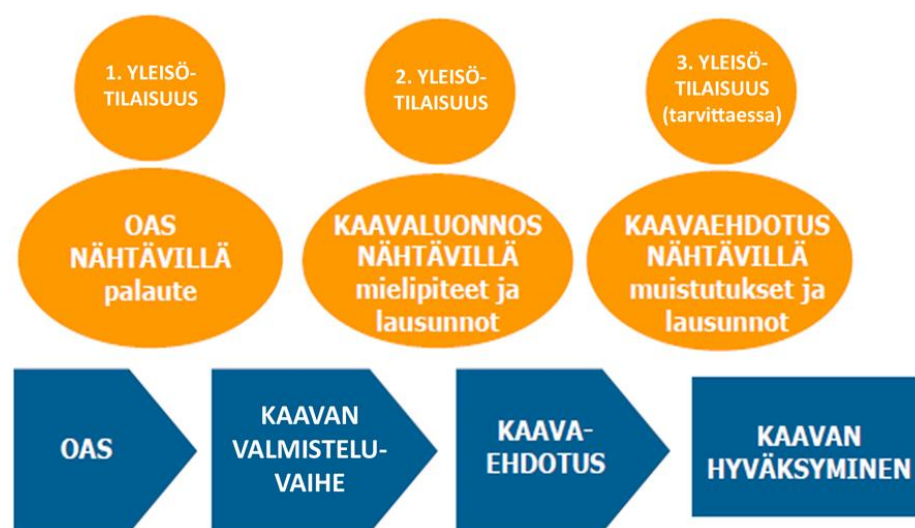 1. YLEISÖ-
TILAISUUS
2. YLEISÖ-
TILAISUUS
3. YLEISÖ-
TILAISUUS
(tarvittaessa)
OAS
NÄHTÄVILLÄ
palaute
KAAVALUONNOS
NÄHTÄVILLÄ
mielipiteet ja
lausunnot
KAAVAEHDOTUS
NÄHTÄVILLÄ
muistutukset ja
lausunnot
OAS
KAAVAN
VALMISTELU-
VAIHE
KAAVA-
EHDOTUS
KAAVAN
HYVÄKSYMINEN